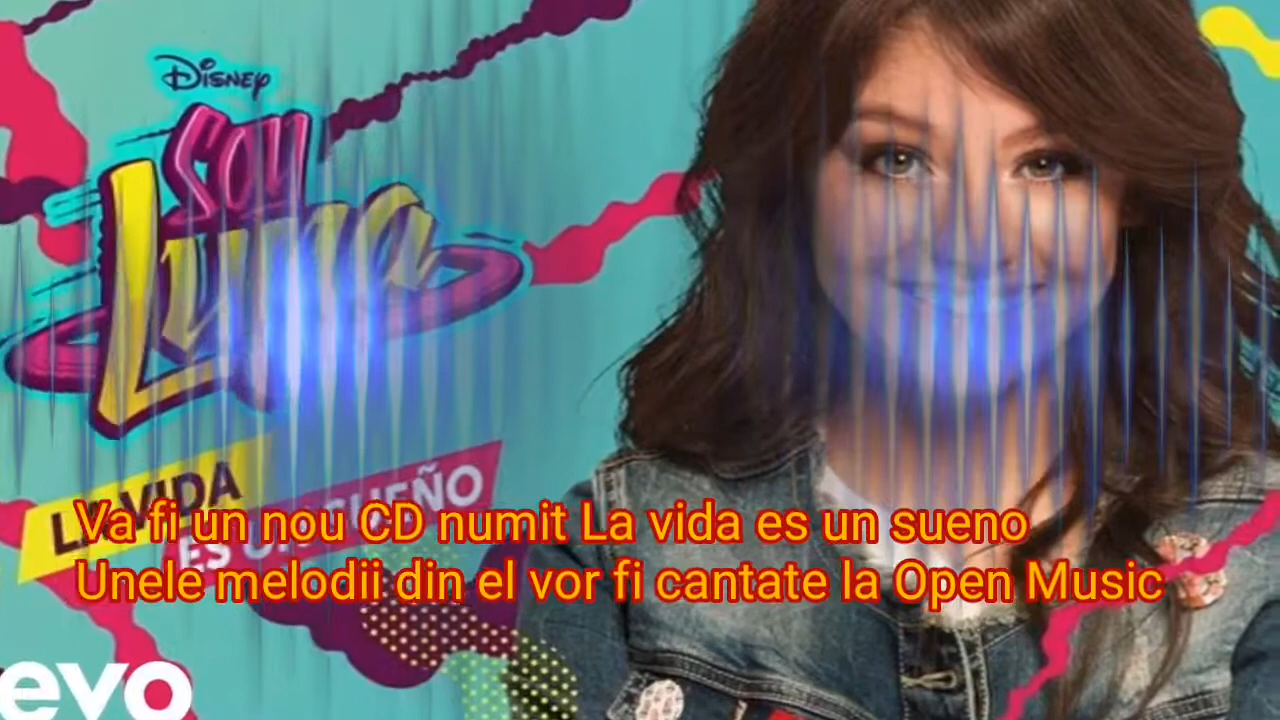 Disney
SOY
Luna
LA VIDA
ES UN SUEÑO
Va fi un nou CD numit La vida es un sueno
Unele melodii din el vor fi cantate la Open Music
evo